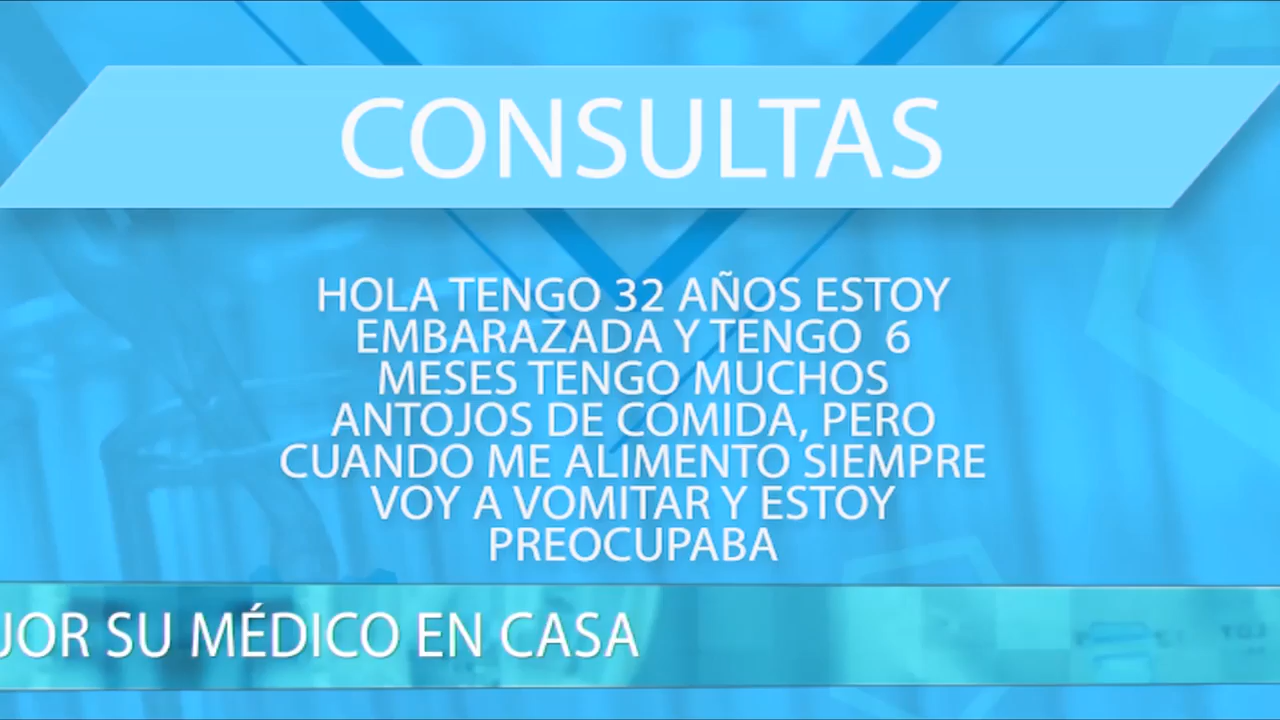 CONSULTAS
HOLA TENGO 32 AÑOS ESTOY
EMBARAZADA Y TENGO  6
MESES TENGO MUCHOS
ANTOJOS DE COMIDA, PERO
CUANDO ME ALIMENTO SIEMPRE
VOY A VOMITAR Y ESTOY
PREOCUPABA
SU MÉDICO EN CASA